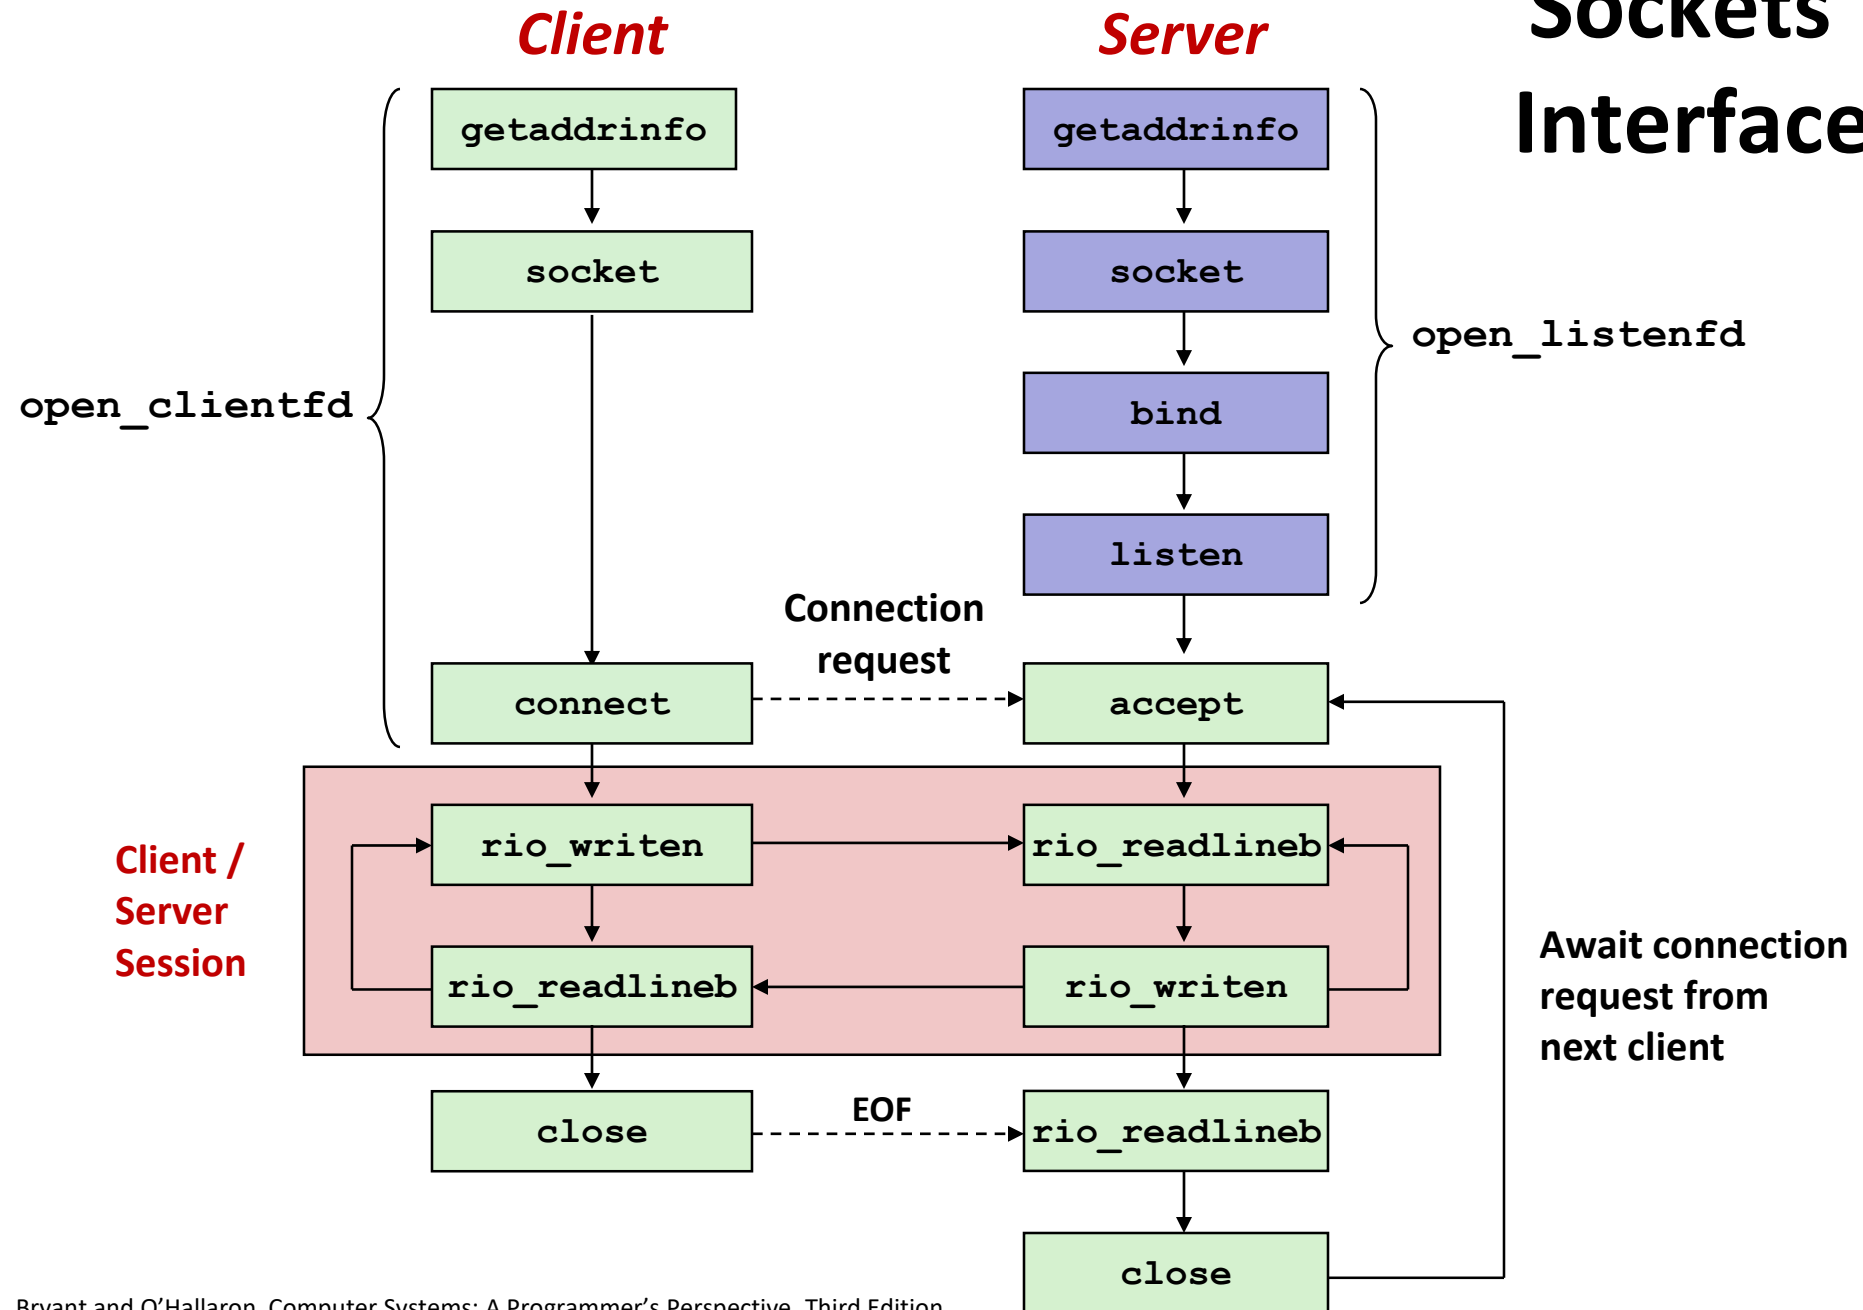 Sockets
Interface
Client
Server
getaddrinfo
getaddrinfo
socket
socket
open_listenfd
open_clientfd
bind
listen
Connection
request
connect
accept
Client /
Server
Session
rio_writen
rio_readlineb
rio_readlineb
rio_writen
Await connection
request from
next client
close
EOF
rio_readlineb
close
Bryant and O'Hallaron, Computer Systems: A Programmer's Perspective, Third Edition